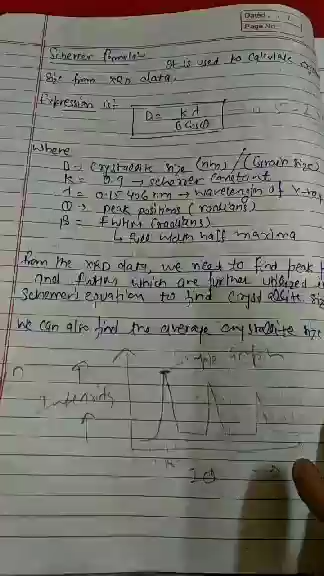 Dated
Page No.
Scherrer formula:- It is used to calculate
size from XRD data.
Expression is:
D = kλ
β Cos θ
Where
D → Crystallite size (nm) / (Grain size)
K = 0.9 → Scherrer constant
λ = 0.15406 nm → wavelength of X-ray
θ → peak positions (radians)
β = FWHM (radians)
↳ full width half maxima
From the XRD data, we need to find peak
and FWHM which are further utilized
Scherrer's equation to find crystallite size
We can also find the average crystallite size
Intensity
2θ